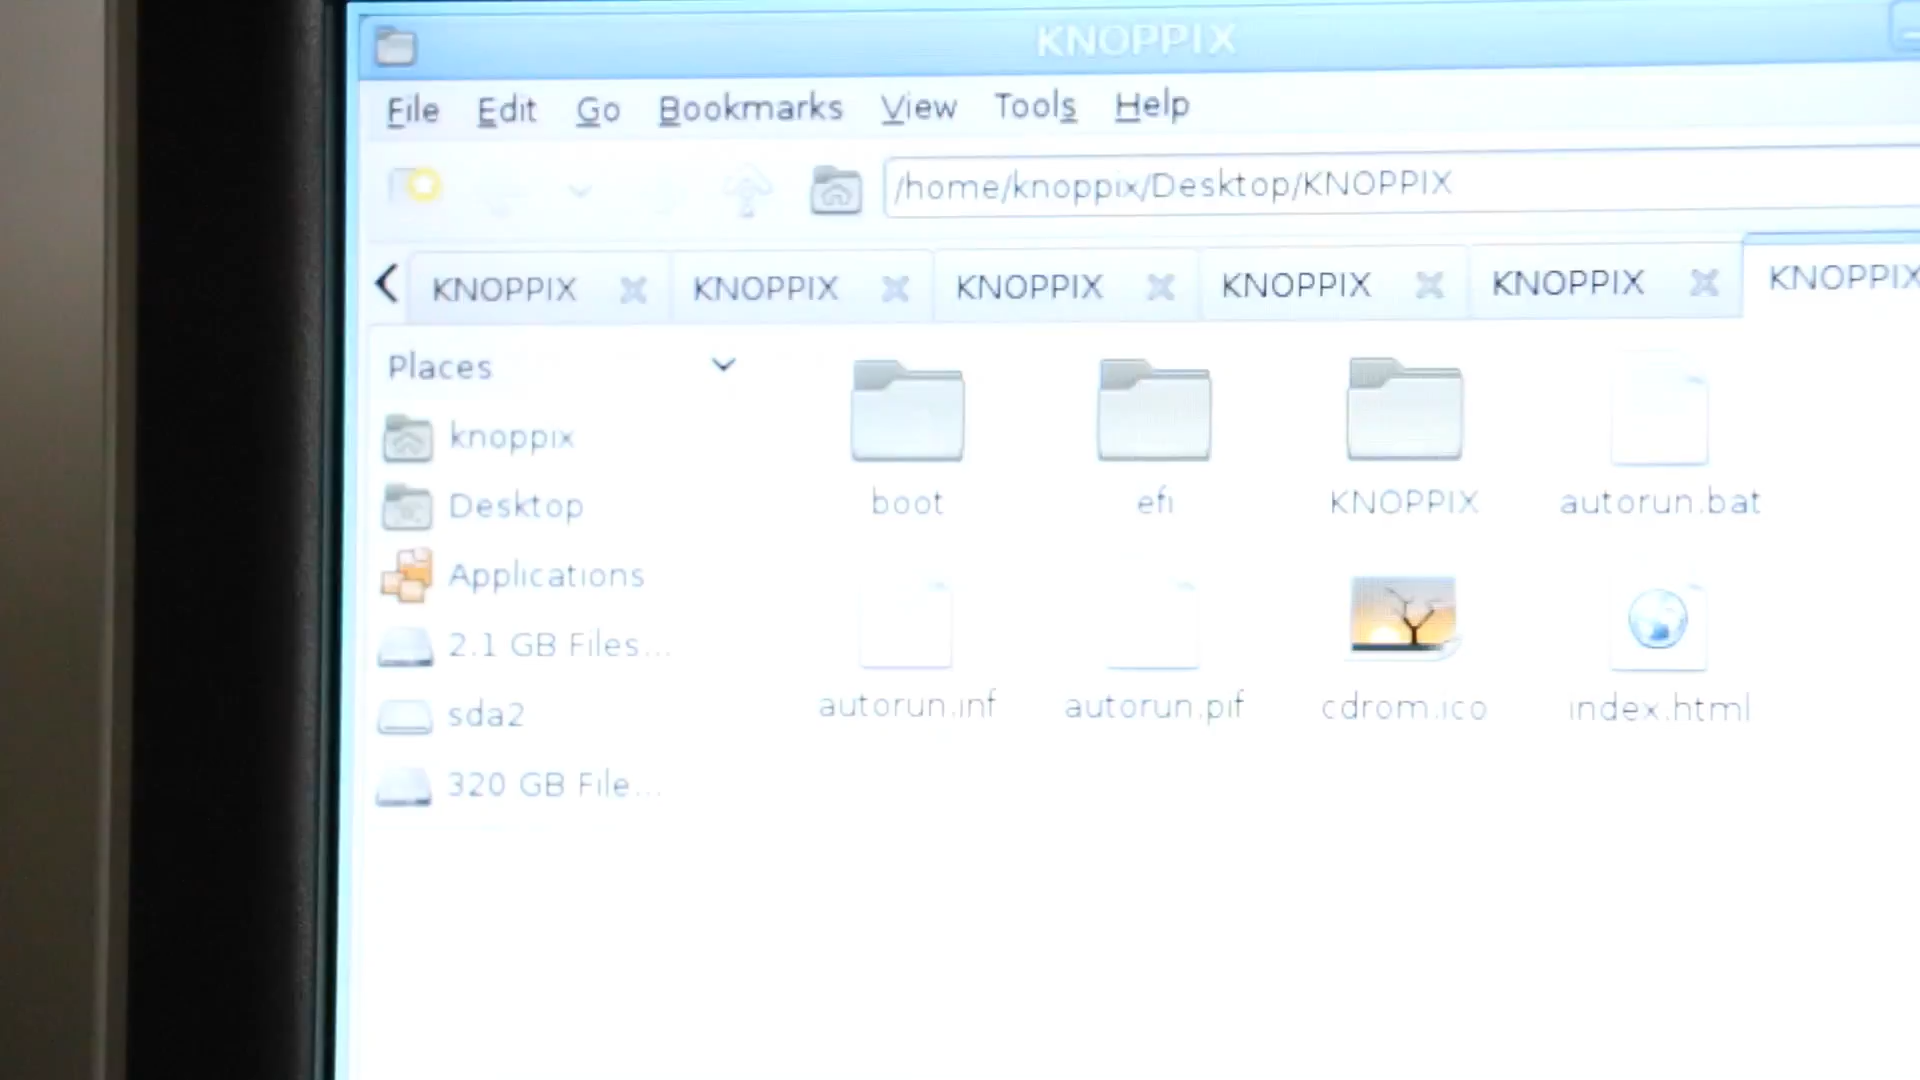 KNOPPIX
File Edit Go Bookmarks View Tools Help
/home/knoppix/Desktop/KNOPPIX
KNOPPIX KNOPPIX KNOPPIX KNOPPIX KNOPPIX KNOPPIX
Places
knoppix
Desktop
Applications
2.1 GB Files...
sda2
320 GB File...
boot efi KNOPPIX autorun.bat
autorun.inf autorun.pif cdrom.ico index.html